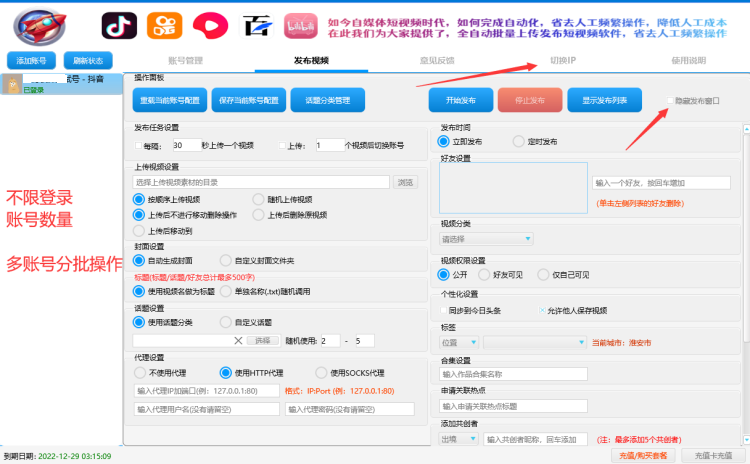 如今自媒体短视频时代，如何完成自动化，省去人工频繁操作，降低人工成本
在此我们为大家提供了，全自动批量上传发布短视频软件，省去人工频繁操作
百
添加账号 刷新状态 账号管理 发布视频 意见反馈 切换IP 使用说明
号 - 抖音
已登录
操作面板
重载当前账号配置 保存当前账号配置 话题分类管理 开始发布 停止发布 显示发布列表 隐藏发布窗口
发布任务设置
每隔： 30 秒上传一个视频 上传： 1 个视频后切换账号
上传视频设置
选择上传视频素材的目录 浏览
按顺序上传视频 随机上传视频
上传后不进行移动删除操作 上传后删除原视频
上传后移动到
封面设置
自动生成封面 自定义封面文件夹
标题(标题/话题/好友总计最多500字)
使用视频名做为标题 单独名称(.txt)随机调用
话题设置
使用话题分类 自定义话题
选择 随机使用: 2 - 5
代理设置
不使用代理 使用HTTP代理 使用SOCKS代理
输入代理IP加端口(例：127.0.0.1:80) 格式：IP:Port (例：127.0.0.1:80)
输入代理用户名(没有请留空) 输入代理密码(没有请留空)
发布时间
立即发布 定时发布
好友设置
输入一个好友，按回车增加
(单击左侧列表的好友删除)
视频分类
请选择
视频权限设置
公开 好友可见 仅自己可见
个性化设置
同步到今日头条 允许他人保存视频
标签
位置 当前城市：淮安市
合集设置
输入作品合集名称
申请关联热点
输入申请关联热点标题
添加共创者
出境 输入共创者昵称，回车添加 (注：最多添加5个共创者)
不限登录
账号数量
多账号分批操作
到期日期: 2022-12-29 03:15:09 充值/购买套餐 充值卡充值